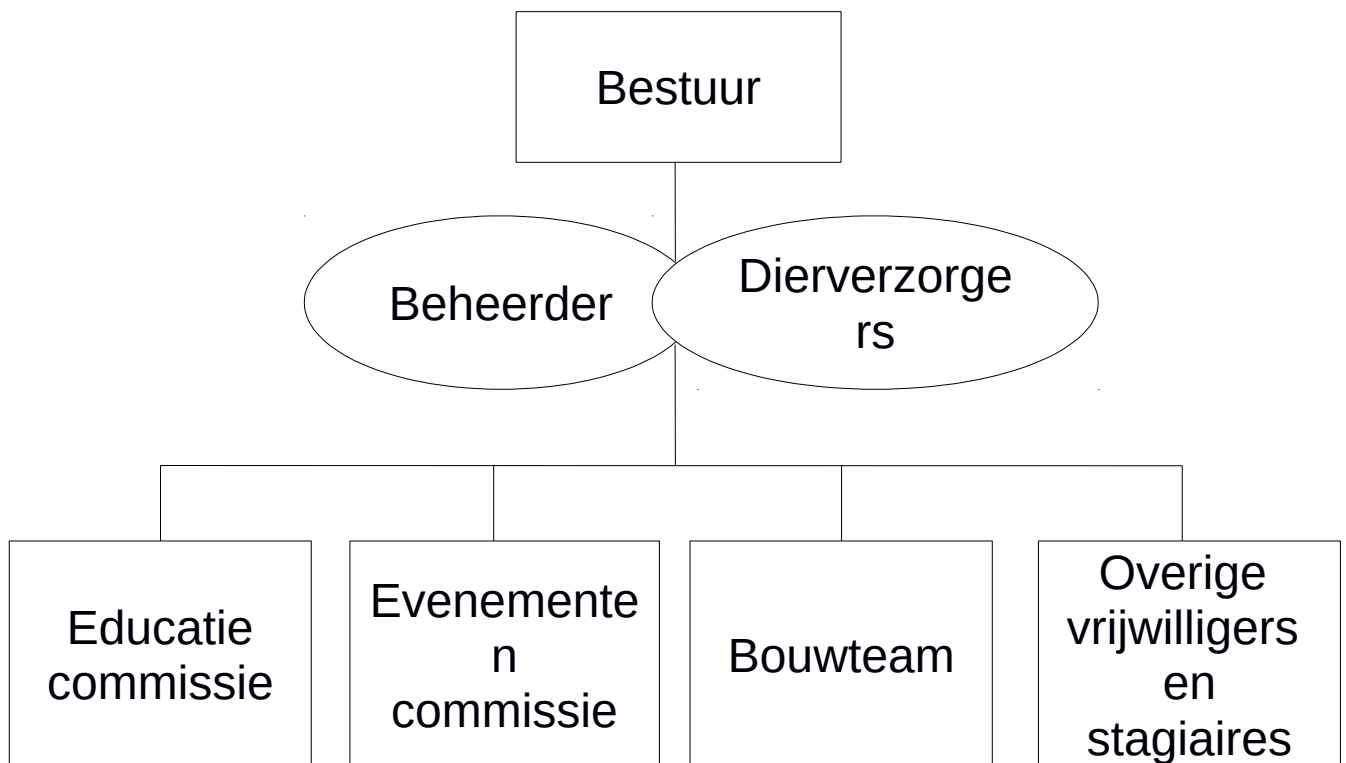 Bestuur
Beheerder
Dierverzorge
rs
Educatie
commissie
Evenemente
n
commissie
Bouwteam
Overige
vrijwilligers
en
stagiaires